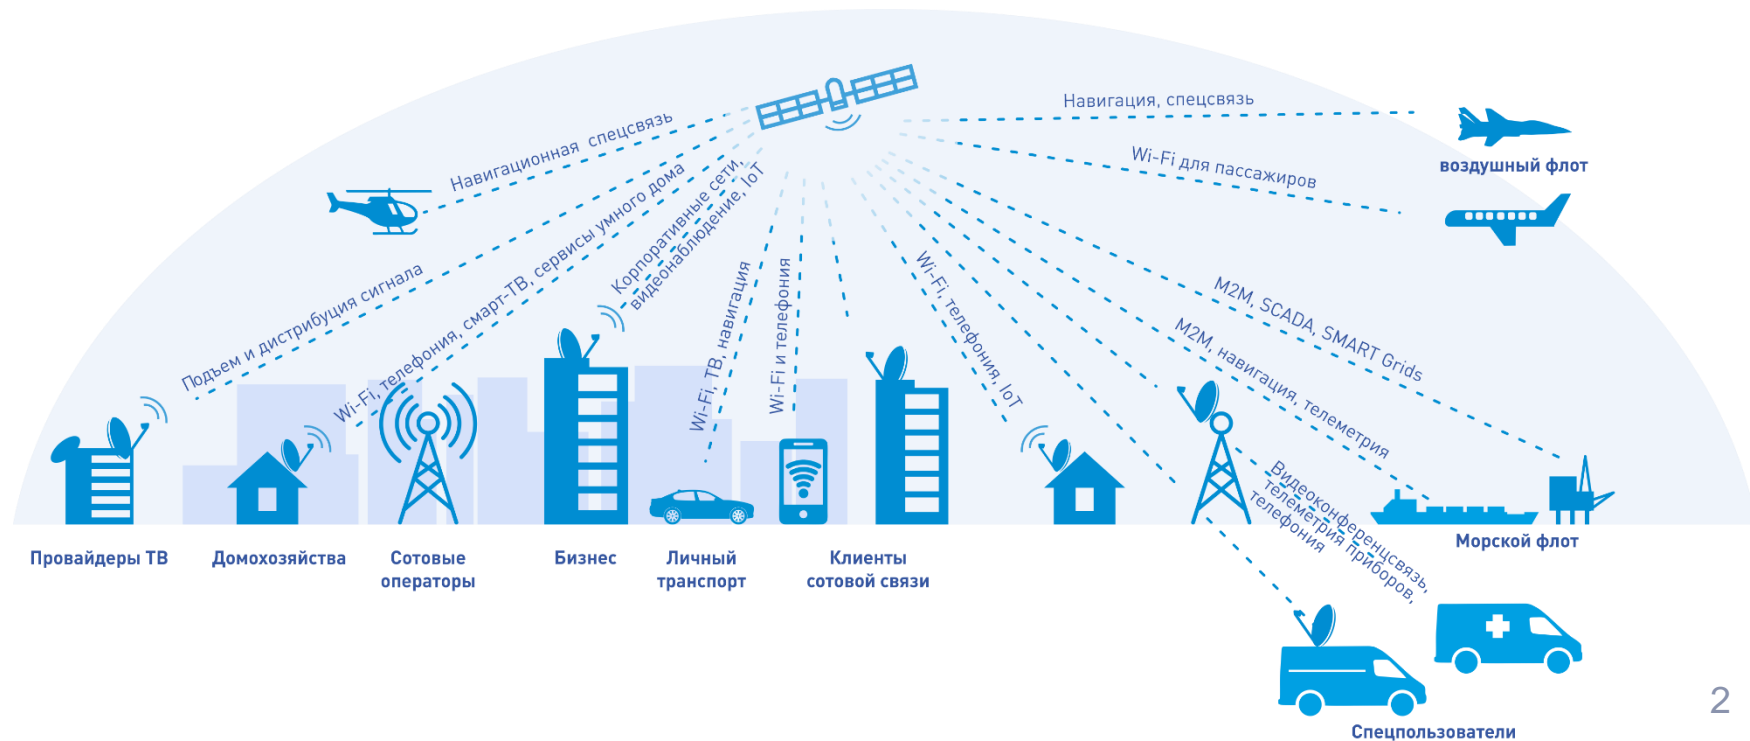 Навигация, спецсвязь
Wi-Fi для пассажиров
воздушный флот
Навигационная спецсвязь
Подъем и дистрибуция сигнала
Wi-Fi, телефония, смарт-ТВ, сервисы умного дома
Корпоративные сети,
видеонаблюдение, IoT
Wi-Fi, ТВ, навигация
Wi-Fi и телефония
Wi-Fi, телефония, IoT
M2M, SCADA, SMART Grids
M2M, навигация, телеметрия
Видеоконференцсвязь,
телеметрия приборов,
телефония
Провайдеры ТВ
Домохозяйства
Сотовые
операторы
Бизнес
Личный
транспорт
Клиенты
сотовой связи
Морской флот
Спецпользователи
2